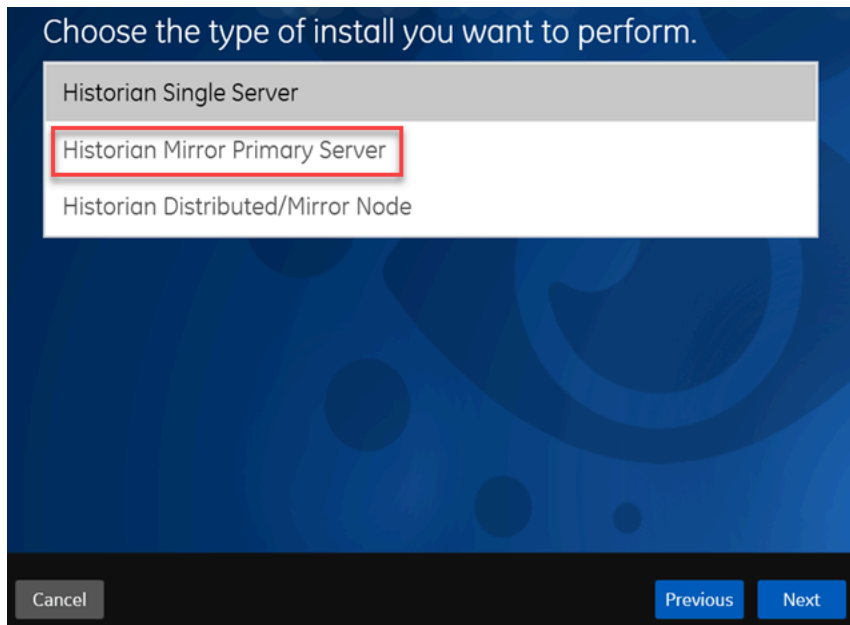 Choose the type of install you want to perform.
Historian Single Server
Historian Mirror Primary Server
Historian Distributed/Mirror Node
Cancel
Previous
Next